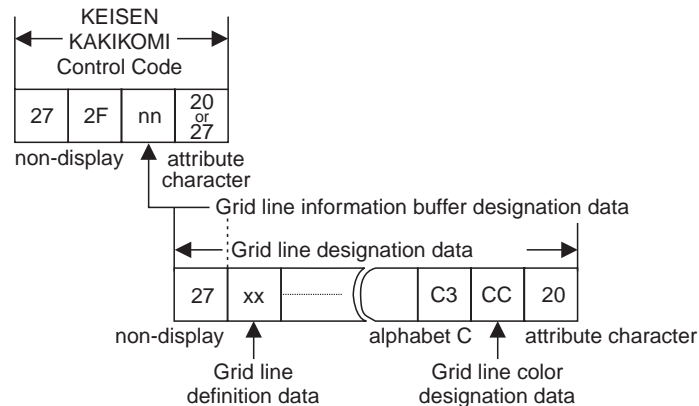 KEISEN
KAKIKOMI
Control Code
27 2F nn 20 or 27
non-display attribute character
Grid line information buffer designation data
Grid line designation data
27 xx C3 CC 20
non-display alphabet C attribute character
Grid line definition data
Grid line color designation data